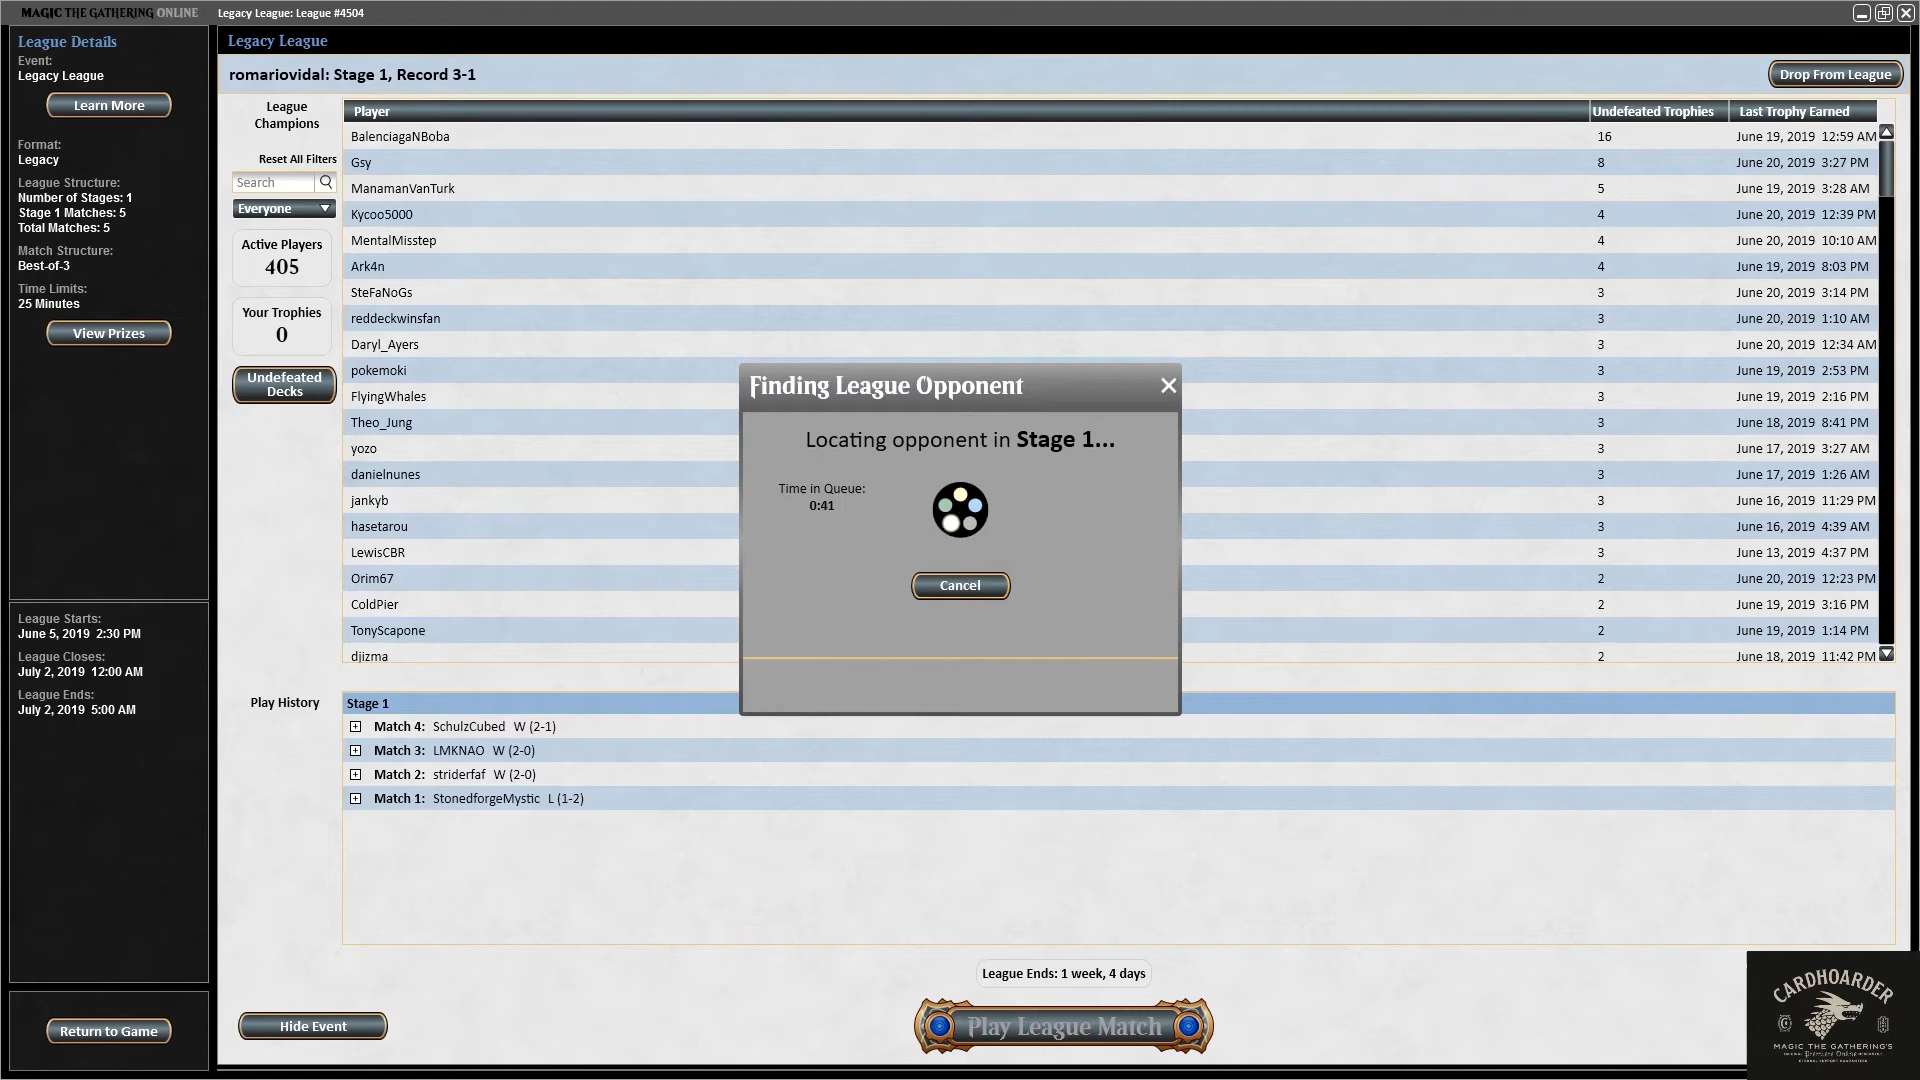 MAGIC THE GATHERING ONLINE
Legacy League: League #4504
League Details
Event:
Legacy League
Learn More
Format:
Legacy
League Structure:
Number of Stages: 1
Stage 1 Matches: 5
Total Matches: 5
Match Structure:
Best-of-3
Time Limits:
25 Minutes
View Prizes
League Starts:
June 5, 2019 2:30 PM
League Closes:
July 2, 2019 12:00 AM
League Ends:
July 2, 2019 5:00 AM
Return to Game
Legacy League
romariovidal: Stage 1, Record 3-1
Drop From League
League
Champions
Reset All Filters
Search
Everyone
Active Players
405
Your Trophies
0
Undefeated
Decks
Player Undefeated Trophies Last Trophy Earned
BalenciagaNBoba 16 June 19, 2019 12:59 AM
Gsy 8 June 20, 2019 3:27 PM
ManamanVanTurk 5 June 19, 2019 3:28 AM
Kycoo5000 4 June 20, 2019 12:39 PM
MentalMisstep 4 June 20, 2019 10:10 AM
Ark4n 4 June 19, 2019 8:03 PM
SteFaNoGs 3 June 20, 2019 3:14 PM
reddeckwinsfan 3 June 20, 2019 1:10 AM
Daryl_Ayers 3 June 20, 2019 12:34 AM
pokemoki 3 June 19, 2019 2:53 PM
FlyingWhales 3 June 19, 2019 2:16 PM
Theo_Jung 3 June 18, 2019 8:41 PM
yozo 3 June 17, 2019 3:27 AM
danielnunes 3 June 17, 2019 1:26 AM
jankyb 3 June 16, 2019 11:29 PM
hasetarou 3 June 16, 2019 4:39 AM
LewisCBR 3 June 13, 2019 4:37 PM
Orim67 2 June 20, 2019 12:23 PM
ColdPier 2 June 19, 2019 3:16 PM
TonyScapone 2 June 19, 2019 1:14 PM
djizma 2 June 18, 2019 11:42 PM
Finding League Opponent
Locating opponent in Stage 1...
Time in Queue:
0:41
Cancel
Play History
Stage 1
Match 4: SchulzCubed W (2-1)
Match 3: LMKNAO W (2-0)
Match 2: striderfaf W (2-0)
Match 1: StonedforgeMystic L (1-2)
League Ends: 1 week, 4 days
Hide Event
Play League Match
CARDHOARDER
MAGIC THE GATHERING'S